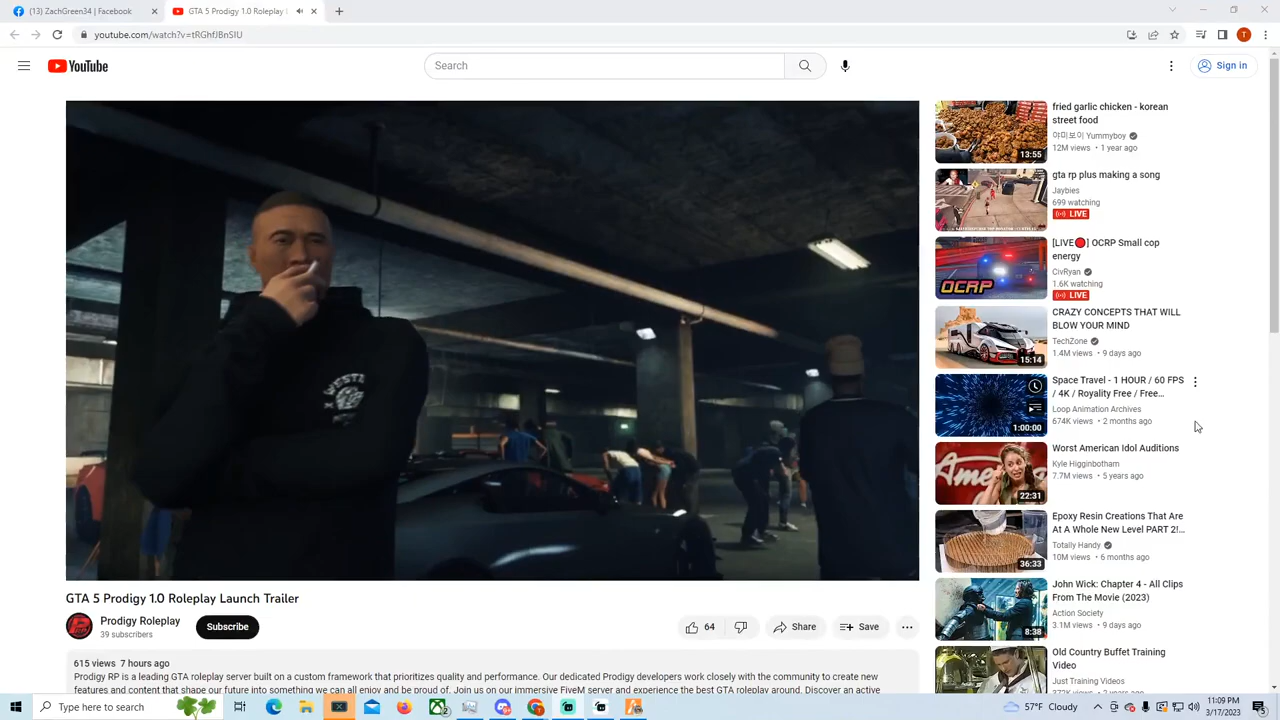 (13) ZachGreen34 | Facebook
GTA 5 Prodigy 1.0 Roleplay
youtube.com/watch?v=tRGhfJBnSIU
T
YouTube
Search
Sign in
GTA 5 Prodigy 1.0 Roleplay Launch Trailer
Prodigy Roleplay
39 subscribers
Subscribe
64
Share
Save
615 views 7 hours ago
Prodigy RP is a leading GTA roleplay server built on a custom framework that prioritizes quality and performance. Our dedicated Prodigy developers work closely with the community to create new
features and content that shape our future into something we can all enjoy and be proud of. Join us on our immersive FiveM server and experience the best GTA roleplay around. Discover an active
13:55
fried garlic chicken - korean
street food
야미보이 Yummyboy
12M views • 1 year ago
gta rp plus making a song
Jaybies
699 watching
LIVE
OCRP
[LIVE🔴] OCRP Small cop
energy
CivRyan
1.6K watching
LIVE
15:14
CRAZY CONCEPTS THAT WILL
BLOW YOUR MIND
TechZone
1.4M views • 9 days ago
1:00:00
Space Travel - 1 HOUR / 60 FPS
/ 4K / Royality Free / Free...
Loop Animation Archives
674K views • 2 months ago
22:31
Worst American Idol Auditions
Kyle Higginbotham
7.7M views • 5 years ago
36:33
Epoxy Resin Creations That Are
At A Whole New Level PART 2!...
Totally Handy
10M views • 6 months ago
8:38
John Wick: Chapter 4 - All Clips
From The Movie (2023)
Action Society
3.1M views • 9 days ago
Old Country Buffet Training
Video
Just Training Videos
Type here to search
57°F Cloudy
11:09 PM
3/17/2023